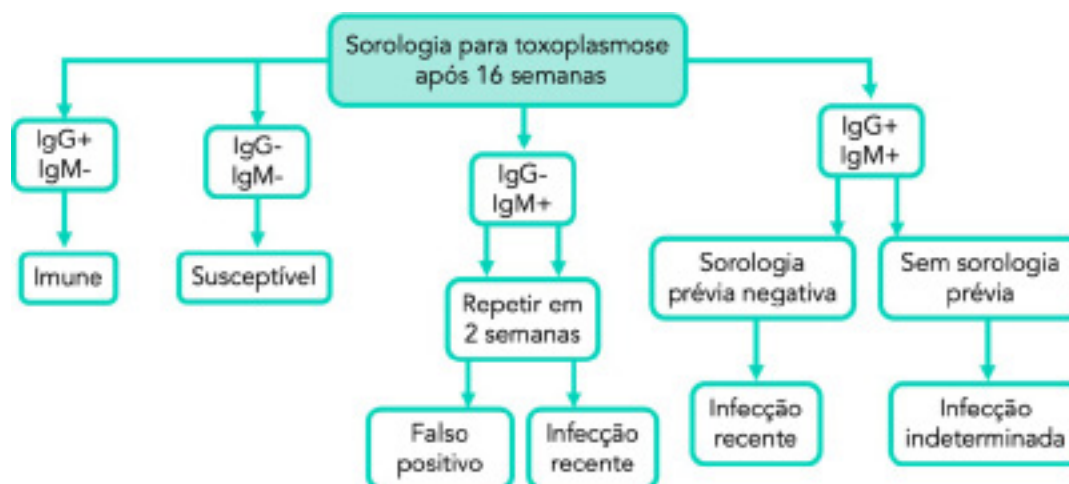 Sorologia para toxoplasmose
após 16 semanas
IgG+
IgM-
IgG-
IgM-
IgG-
IgM+
IgG+
IgM+
Imune
Susceptível
Repetir em
2 semanas
Sorologia
prévia negativa
Sem sorologia
prévia
Falso
positivo
Infecção
recente
Infecção
recente
Infecção
indeterminada